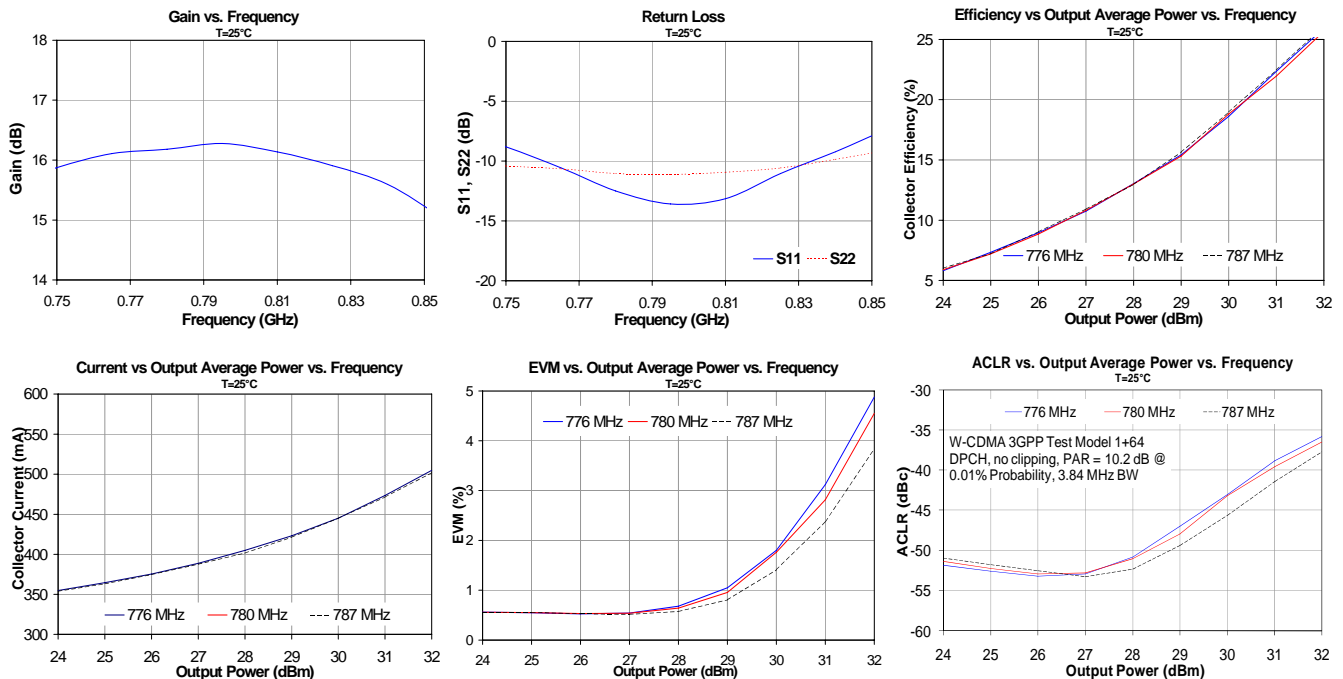 Gain vs. Frequency
T=25°C
18
17
16
15
14
Gain (dB)
0.75 0.77 0.79 0.81 0.83 0.85
Frequency (GHz)
Return Loss
T=25°C
0
-5
-10
-15
-20
S11, S22 (dB)
S11 S22
0.75 0.77 0.79 0.81 0.83 0.85
Frequency (GHz)
Efficiency vs Output Average Power vs. Frequency
T=25°C
25
20
15
10
5
Collector Efficiency (%)
776 MHz 780 MHz 787 MHz
24 25 26 27 28 29 30 31 32
Output Power (dBm)
Current vs Output Average Power vs. Frequency
T=25°C
600
550
500
450
400
350
300
Collector Current (mA)
776 MHz 780 MHz 787 MHz
24 25 26 27 28 29 30 31 32
Output Power (dBm)
EVM vs. Output Average Power vs. Frequency
T=25°C
5
4
3
2
1
0
EVM (%)
776 MHz 780 MHz 787 MHz
24 25 26 27 28 29 30 31 32
Output Power (dBm)
ACLR vs. Output Average Power vs. Frequency
T=25°C
-30
-35
-40
-45
-50
-55
-60
ACLR (dBc)
776 MHz 780 MHz 787 MHz
W-CDMA 3GPP Test Model 1+64
DPCH, no clipping, PAR = 10.2 dB @
0.01% Probability, 3.84 MHz BW
24 25 26 27 28 29 30 31 32
Output Power (dBm)